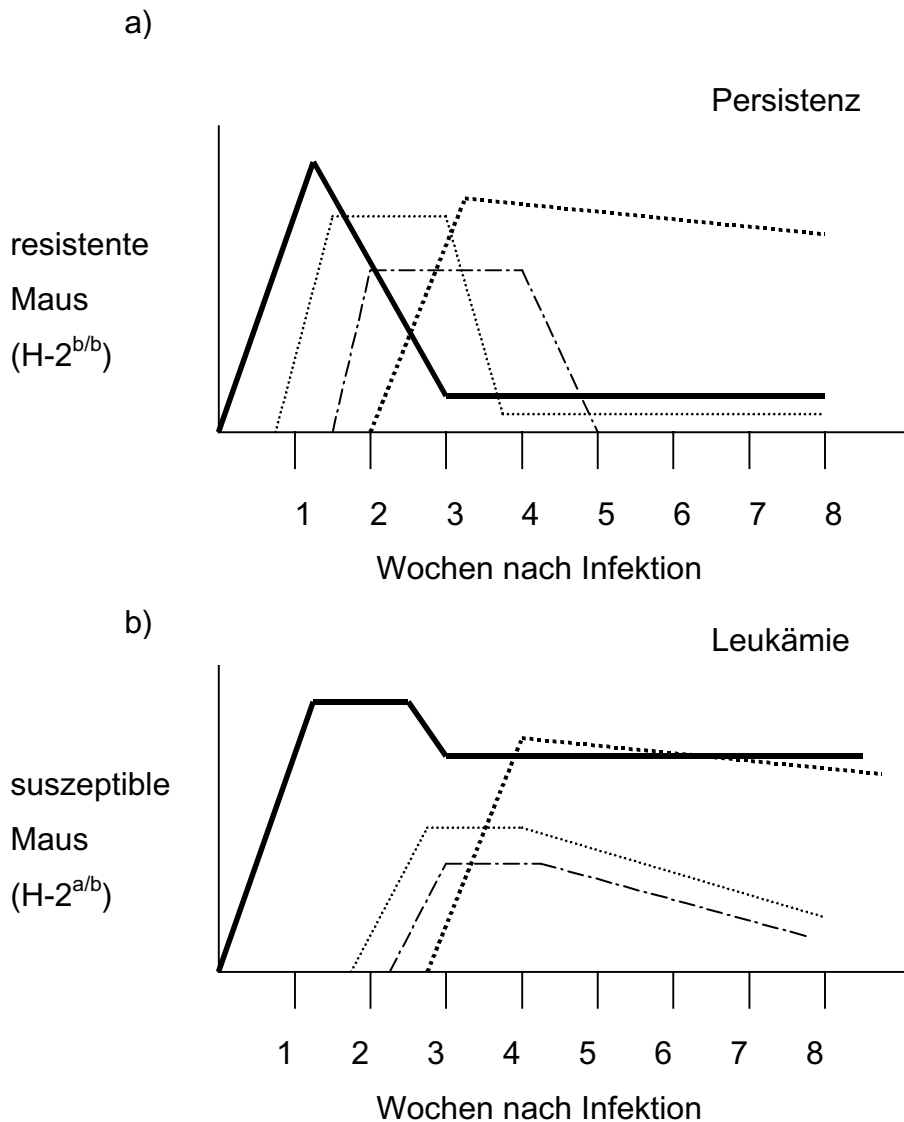 a)
Persistenz
resistente
Maus
(H-2b/b)
1 2 3 4 5 6 7 8
Wochen nach Infektion
b)
Leukämie
suszeptible
Maus
(H-2a/b)
1 2 3 4 5 6 7 8
Wochen nach Infektion